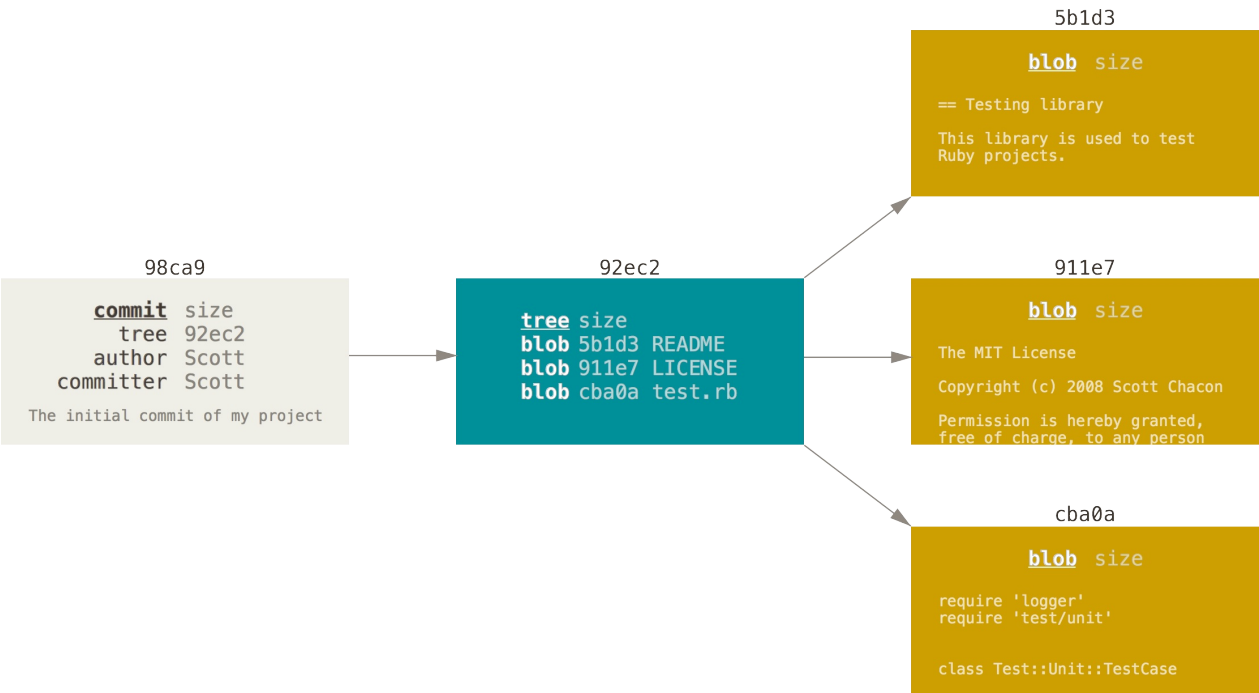 98ca9
commit size
tree 92ec2
author Scott
committer Scott
The initial commit of my project
92ec2
tree size
blob 5b1d3 README
blob 911e7 LICENSE
blob cba0a test.rb
5b1d3
blob size
== Testing library
This library is used to test
Ruby projects.
911e7
blob size
The MIT License
Copyright (c) 2008 Scott Chacon
Permission is hereby granted,
free of charge, to any person
cba0a
blob size
require 'logger'
require 'test/unit'
class Test::Unit::TestCase